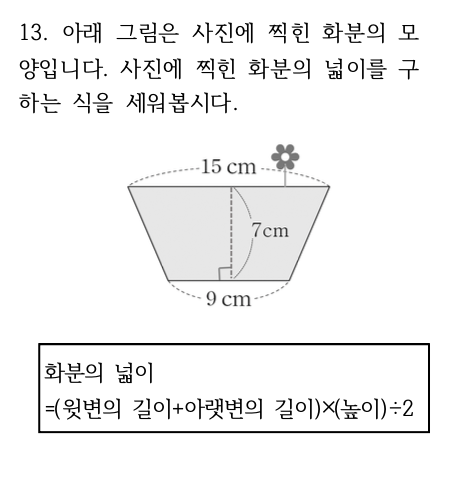 13. 아래 그림은 사진에 찍힌 화분의 모
양입니다. 사진에 찍힌 화분의 넓이를 구
하는 식을 세워봅시다.
15 cm
7cm
9 cm
화분의 넓이
=(윗변의 길이+아랫변의 길이)×(높이)÷2